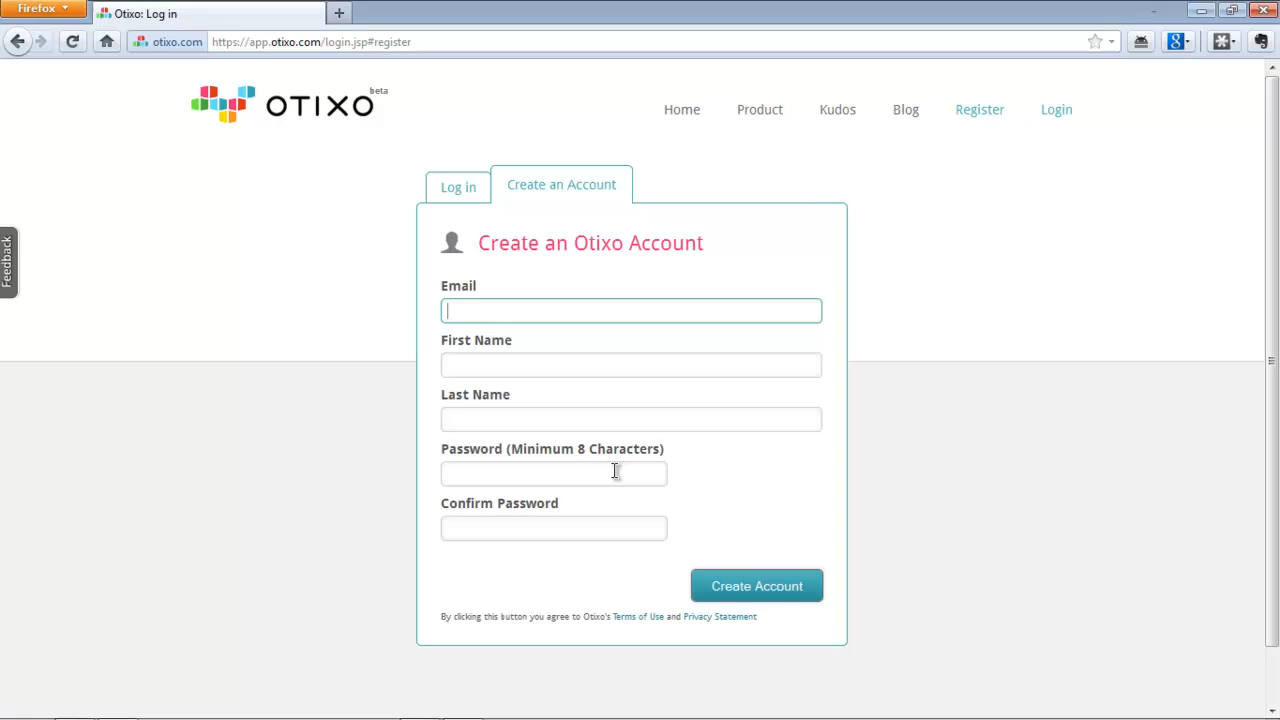 Firefox
Otixo: Log in
otixo.com
https://app.otixo.com/login.jsp#register
OTIXO beta
Home
Product
Kudos
Blog
Register
Login
Feedback
Log in
Create an Account
Create an Otixo Account
Email
First Name
Last Name
Password (Minimum 8 Characters)
Confirm Password
Create Account
By clicking this button you agree to Otixo's Terms of Use and Privacy Statement